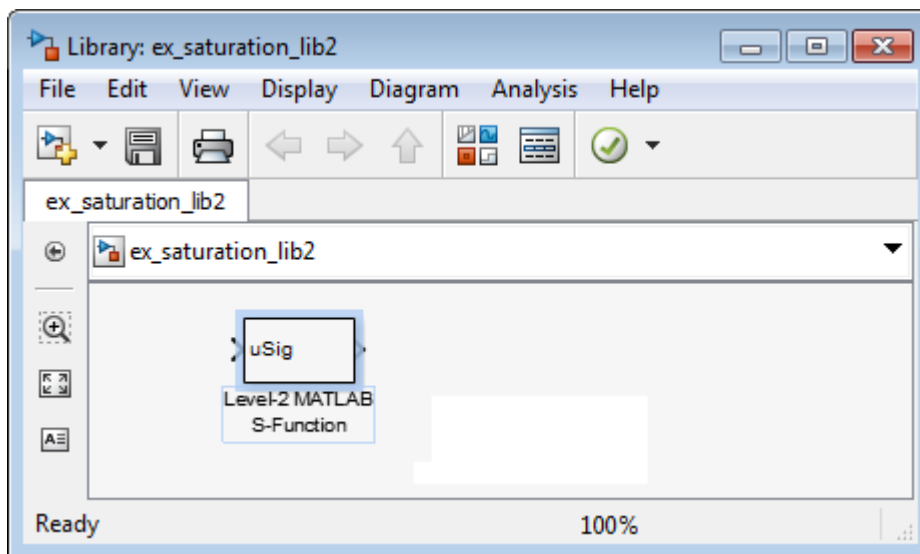 Library: ex_saturation_lib2
File Edit View Display Diagram Analysis Help
ex_saturation_lib2
ex_saturation_lib2
uSig
Level-2 MATLAB
S-Function
A
Ready 100%